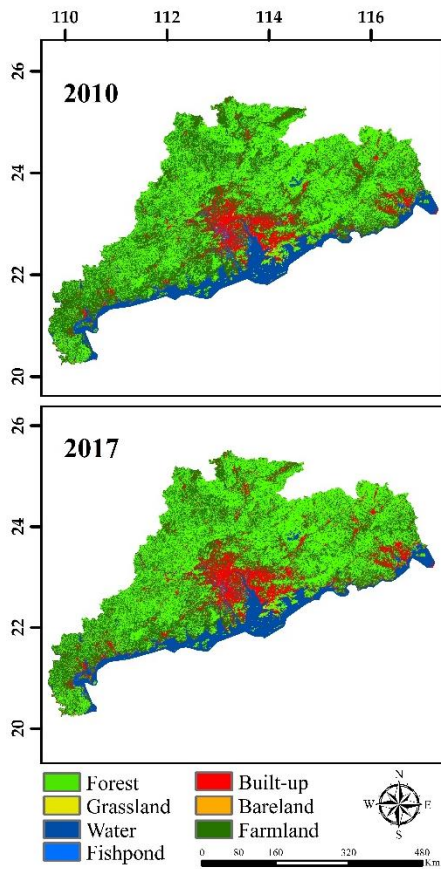 110 112 114 116
26
2010
24
22
20
26
2017
24
22
20
Forest Built-up
Grassland Bareland
Water Farmland
Fishpond
N
W E
S
0 80 160 320 480
Km